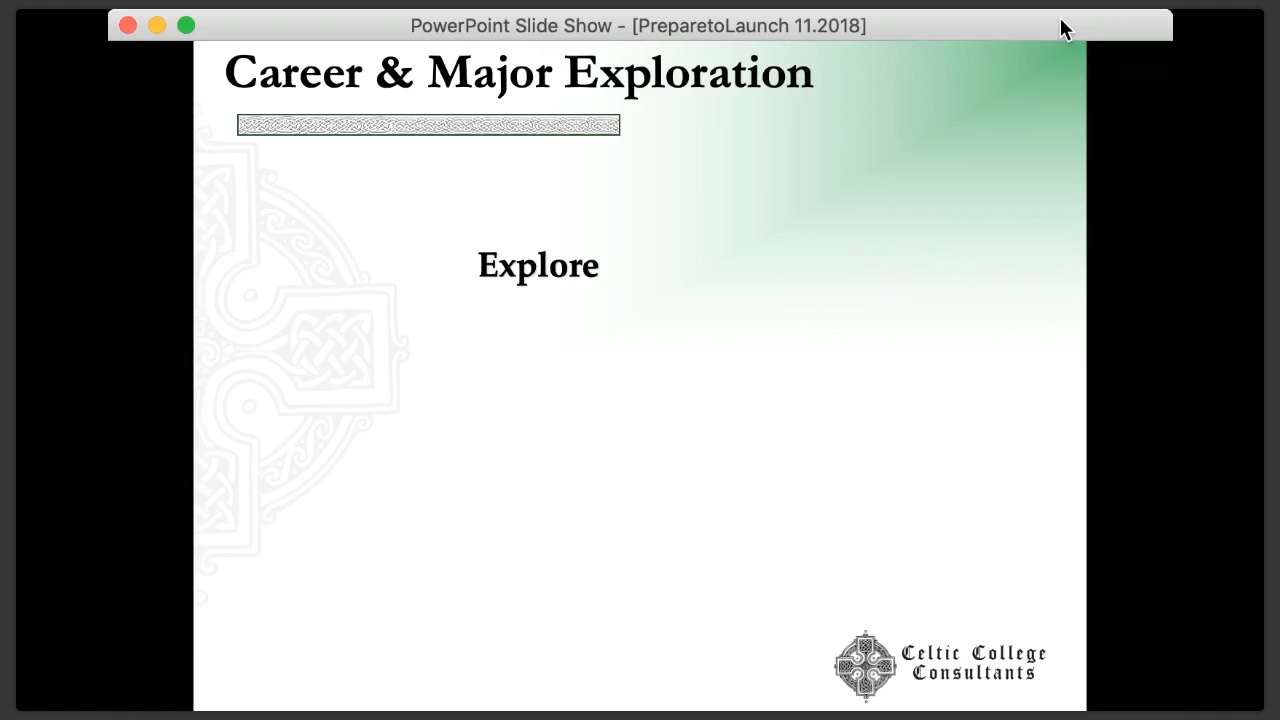 PowerPoint Slide Show - [PreparetoLaunch 11.2018]
Career & Major Exploration
Explore
Celtic College
Consultants